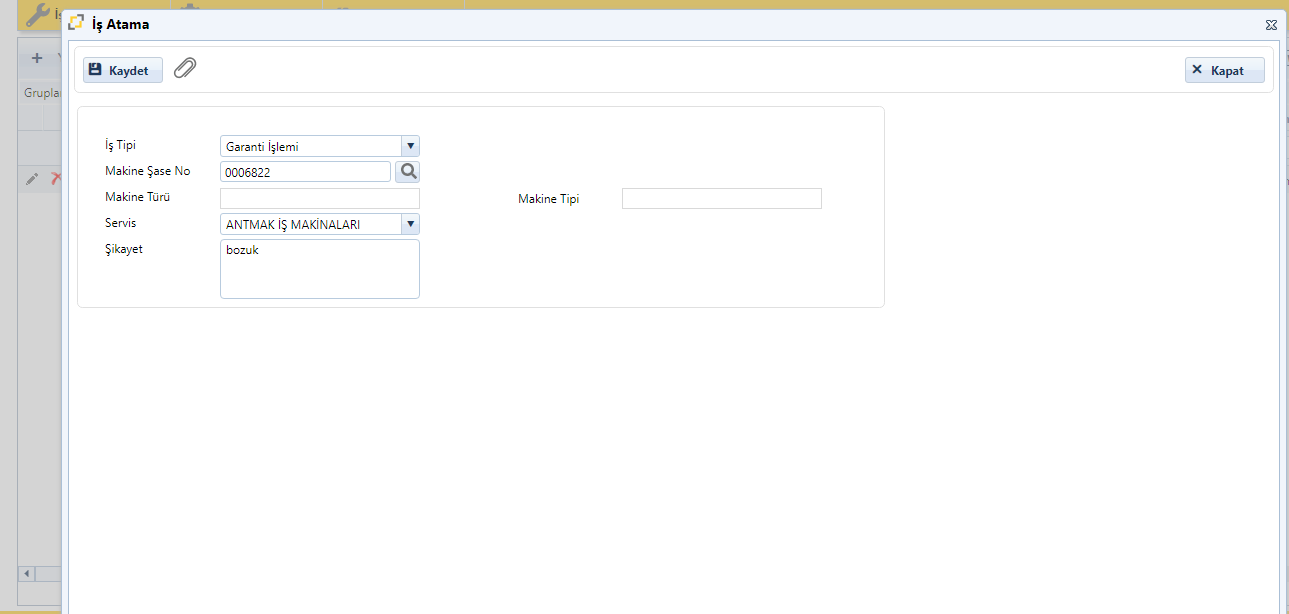 İş Atama
Kaydet
Kapat
Gruplar
İş Tipi Garanti İşlemi
Makine Şase No 0006822
Makine Türü Makine Tipi
Servis ANTMAK İŞ MAKİNALARI
Şikayet bozuk